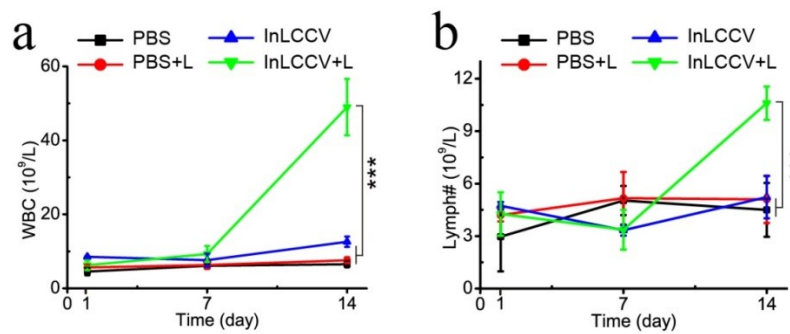 a
PBS
InLCCV
PBS+L
InLCCV+L
60
40
20
0
WBC (10⁹/L)
***
0 1 7 14
Time (day)
b
PBS
InLCCV
PBS+L
InLCCV+L
12
9
6
3
0
Lymph# (10⁹/L)
0 1 7 14
Time (day)